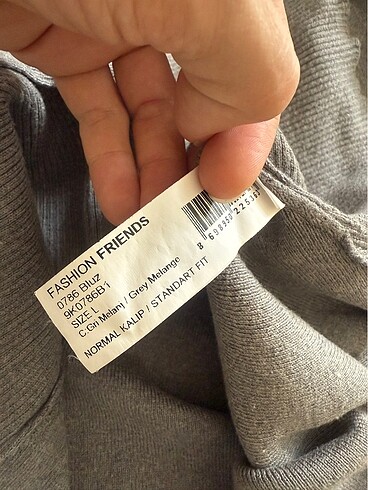 FASHION FRIENDS
0786 Bluz
9K0786B1
SIZE L
C.Gri Melanj / Grey Melange
NORMAL KALIP / STANDART FIT